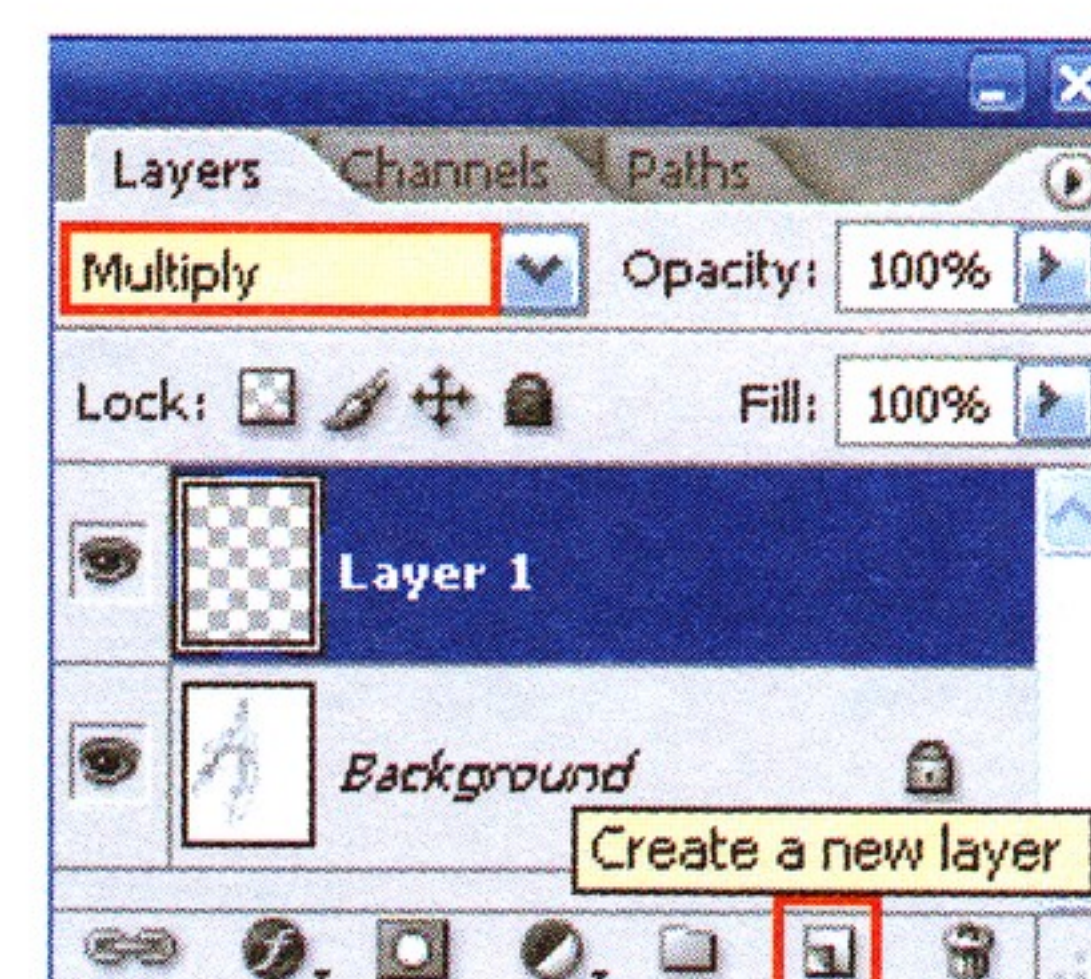 Layers Channels Paths
Multiply Opacity: 100%
Lock: Fill: 100%
Layer 1
Background
Create a new layer